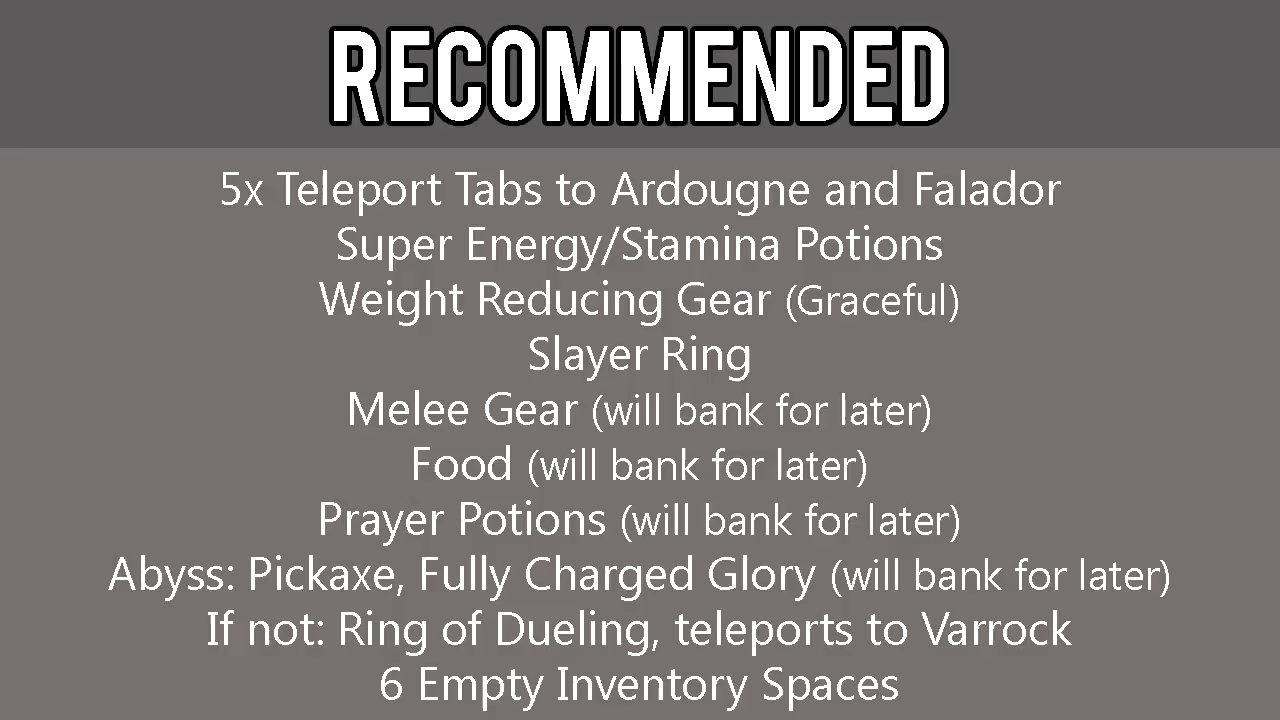 RECOMMENDED
5x Teleport Tabs to Ardougne and Falador
Super Energy/Stamina Potions
Weight Reducing Gear (Graceful)
Slayer Ring
Melee Gear (will bank for later)
Food (will bank for later)
Prayer Potions (will bank for later)
Abyss: Pickaxe, Fully Charged Glory (will bank for later)
If not: Ring of Dueling, teleports to Varrock
6 Empty Inventory Spaces